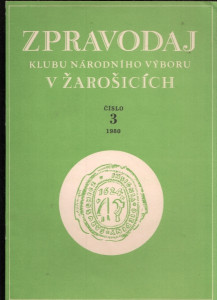 ZPRAVODAJ
KLUBU NÁRODNÍHO VÝBORU
V ŽAROŠICÍCH
ČÍSLO
3
1980